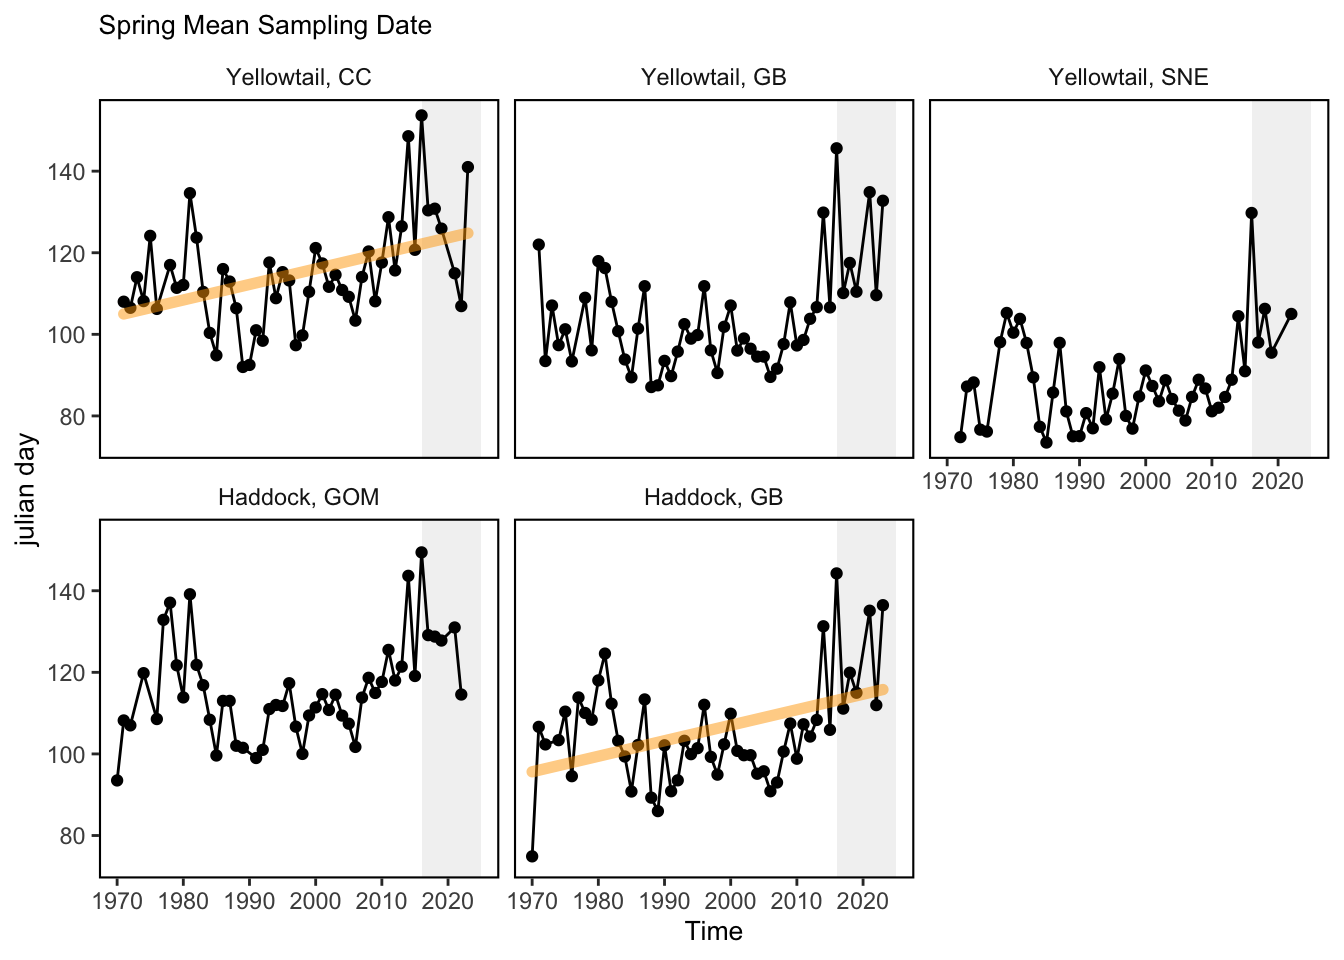 Spring Mean Sampling Date
Yellowtail, CC
Yellowtail, GB
Yellowtail, SNE
140
120
100
80
1970 1980 1990 2000 2010 2020
julian day
Haddock, GOM
Haddock, GB
140
120
100
80
1970 1980 1990 2000 2010 2020
1970 1980 1990 2000 2010 2020
Time